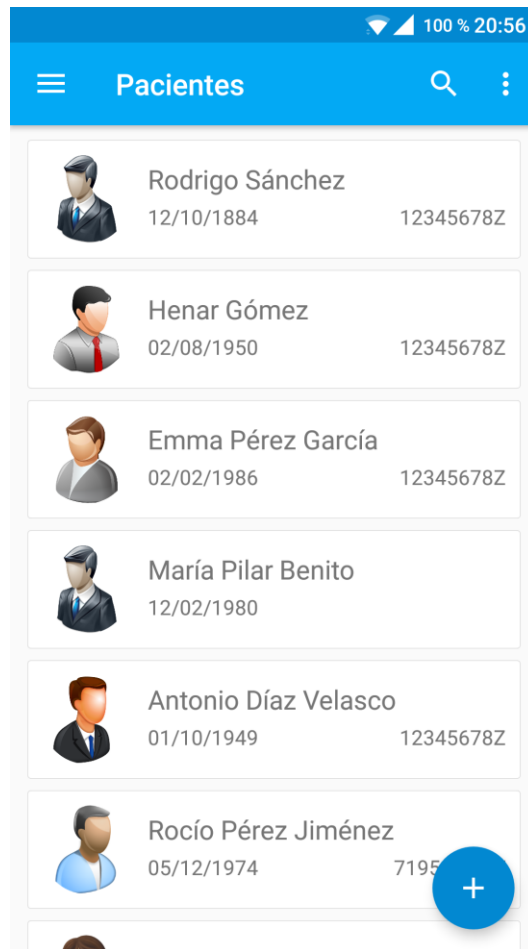 100 % 20:56
Pacientes
Rodrigo Sánchez
12/10/1884 12345678Z
Henar Gómez
02/08/1950 12345678Z
Emma Pérez García
02/02/1986 12345678Z
María Pilar Benito
12/02/1980
Antonio Díaz Velasco
01/10/1949 12345678Z
Rocío Pérez Jiménez
05/12/1974